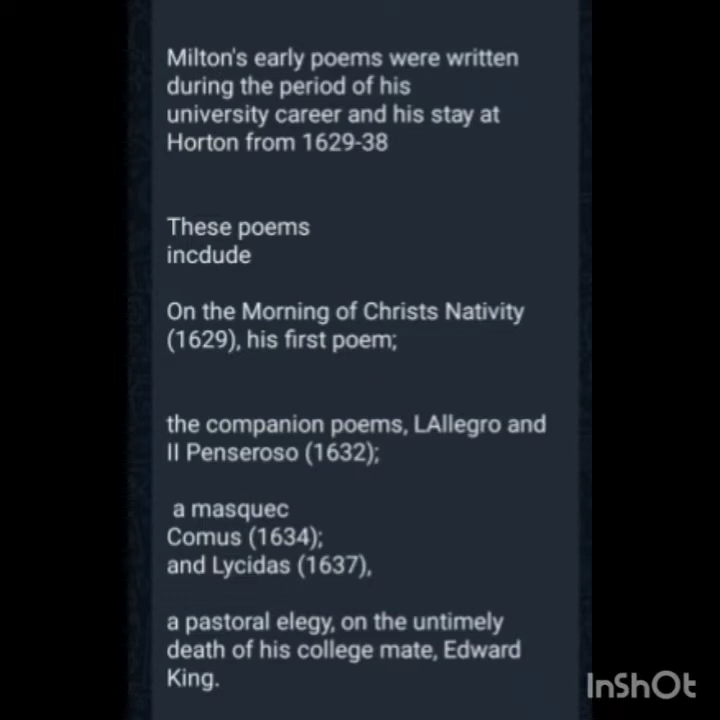 Milton's early poems were written
during the period of his
university career and his stay at
Horton from 1629-38
These poems
incdude
On the Morning of Christs Nativity
(1629), his first poem;
the companion poems, LAllegro and
II Penseroso (1632);
a masquec
Comus (1634);
and Lycidas (1637),
a pastoral elegy, on the untimely
death of his college mate, Edward
King.
InShOt